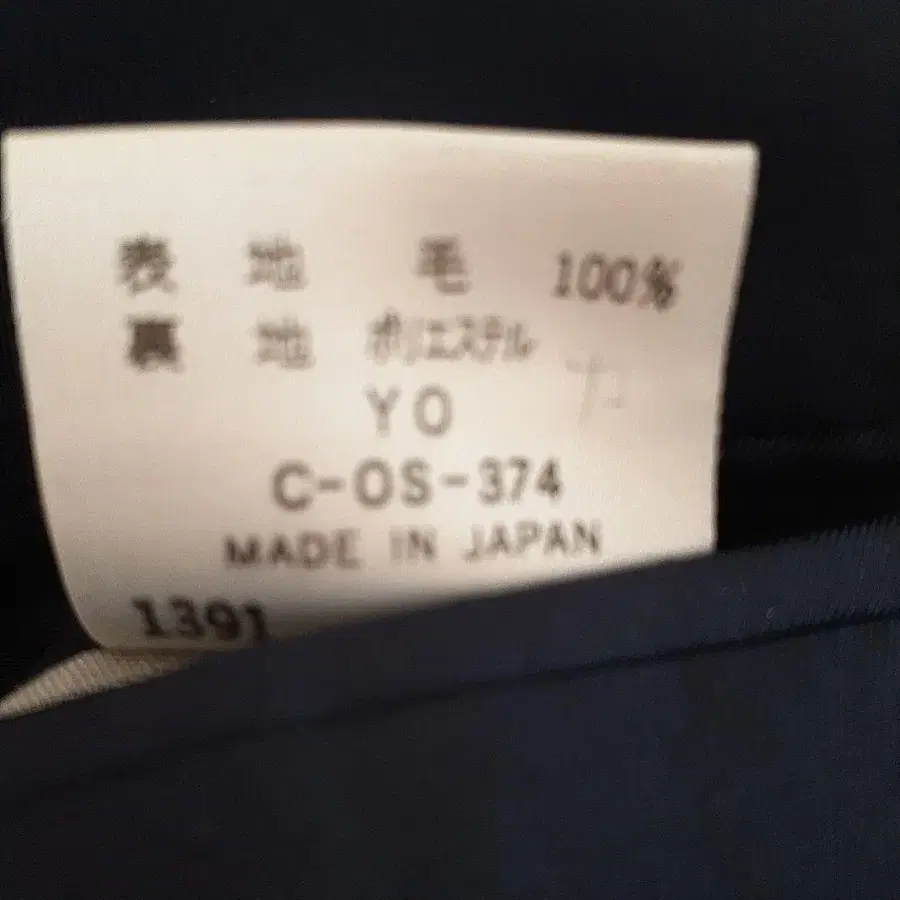 表 地 毛 100%
裏 地 ポリエステル
YO
C-OS-374
MADE IN JAPAN
1391